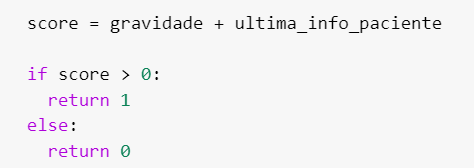 score = gravidade + ultima_info_paciente
if score > 0:
  return 1
else:
  return 0